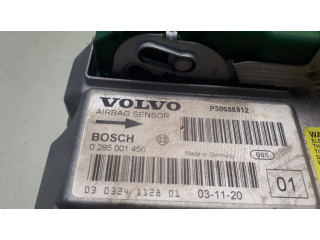 VOLVO
P30658912
AIRBAG SENSOR
BOSCH
0 285 001 456
Made in Germany
085
03 0324 1128 01
03-11-20
01